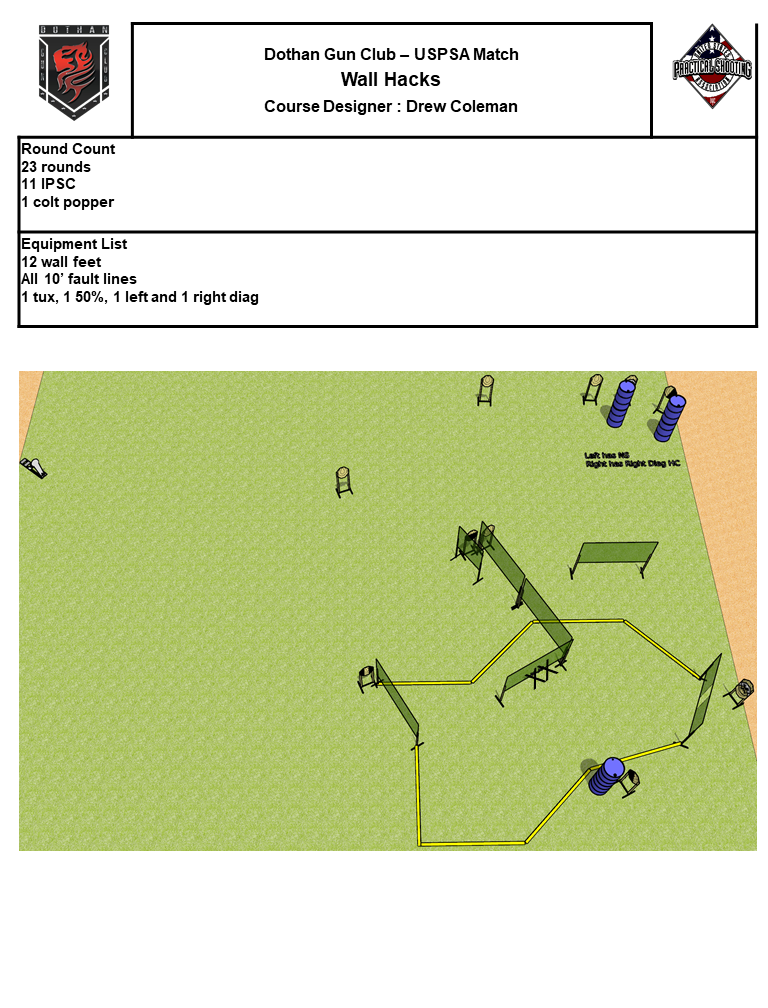 DOTHAN
GUN
CLUB
Dothan Gun Club – USPSA Match
Wall Hacks
Course Designer : Drew Coleman
UNITED STATES
PRACTICAL SHOOTING
ASSOCIATION
Round Count
23 rounds
11 IPSC
1 colt popper
Equipment List
12 wall feet
All 10’ fault lines
1 tux, 1 50%, 1 left and 1 right diag
Left has NS
Right has Right Diag HC